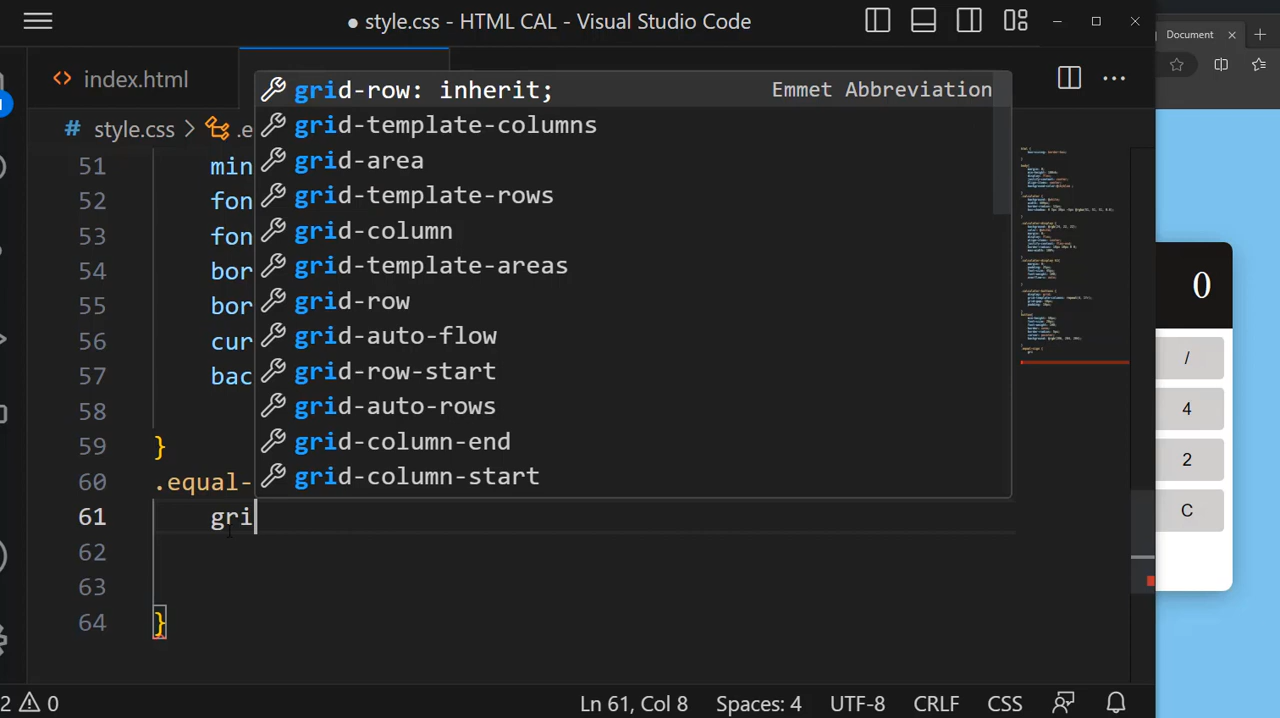 style.css - HTML CAL - Visual Studio Code
Document
index.html
grid-row: inherit; Emmet Abbreviation
grid-template-columns
# style.css > .e
grid-area
51 min
52 fon
grid-template-rows
53 fon
grid-column
54 bor
grid-template-areas
55 bor
grid-row
56 cur
grid-auto-flow
57 bac
grid-row-start
58
grid-auto-rows
59 }
grid-column-end
60 .equal-
grid-column-start
61 gri
62
63
64 }
0
/
4
2
C
2 0 Ln 61, Col 8 Spaces: 4 UTF-8 CRLF CSS